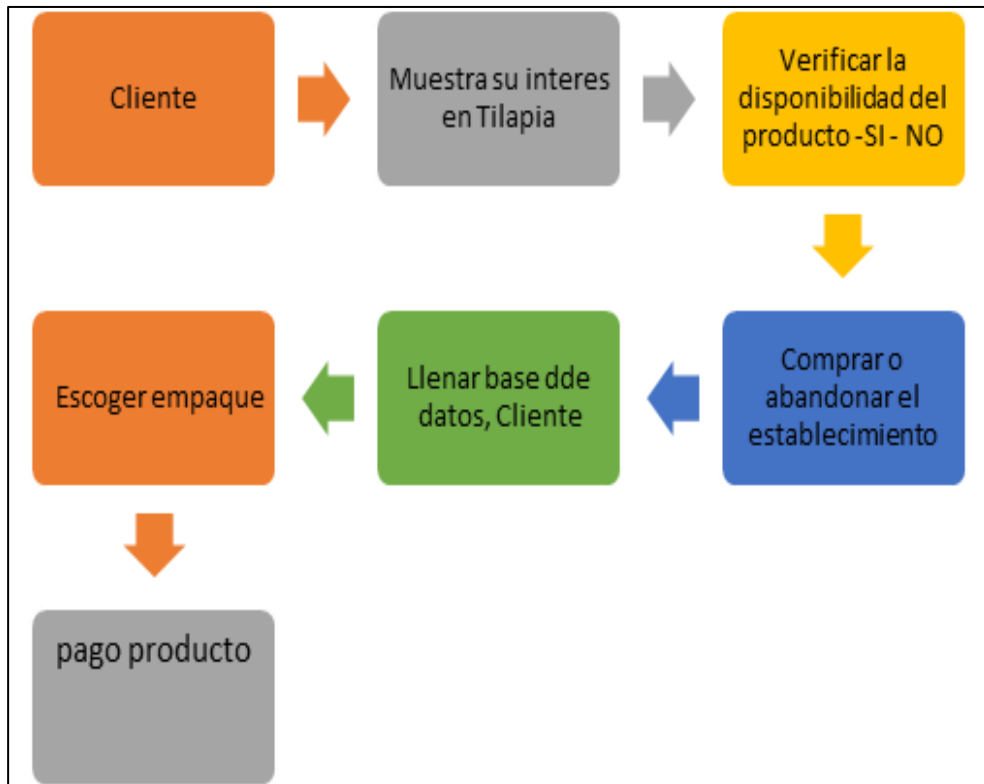 Cliente
Muestra su interes
en Tilapia
Verificar la
disponibilidad del
producto -SI - NO
Comprar o
abandonar el
establecimiento
Llenar base dde
datos, Cliente
Escoger empaque
pago producto